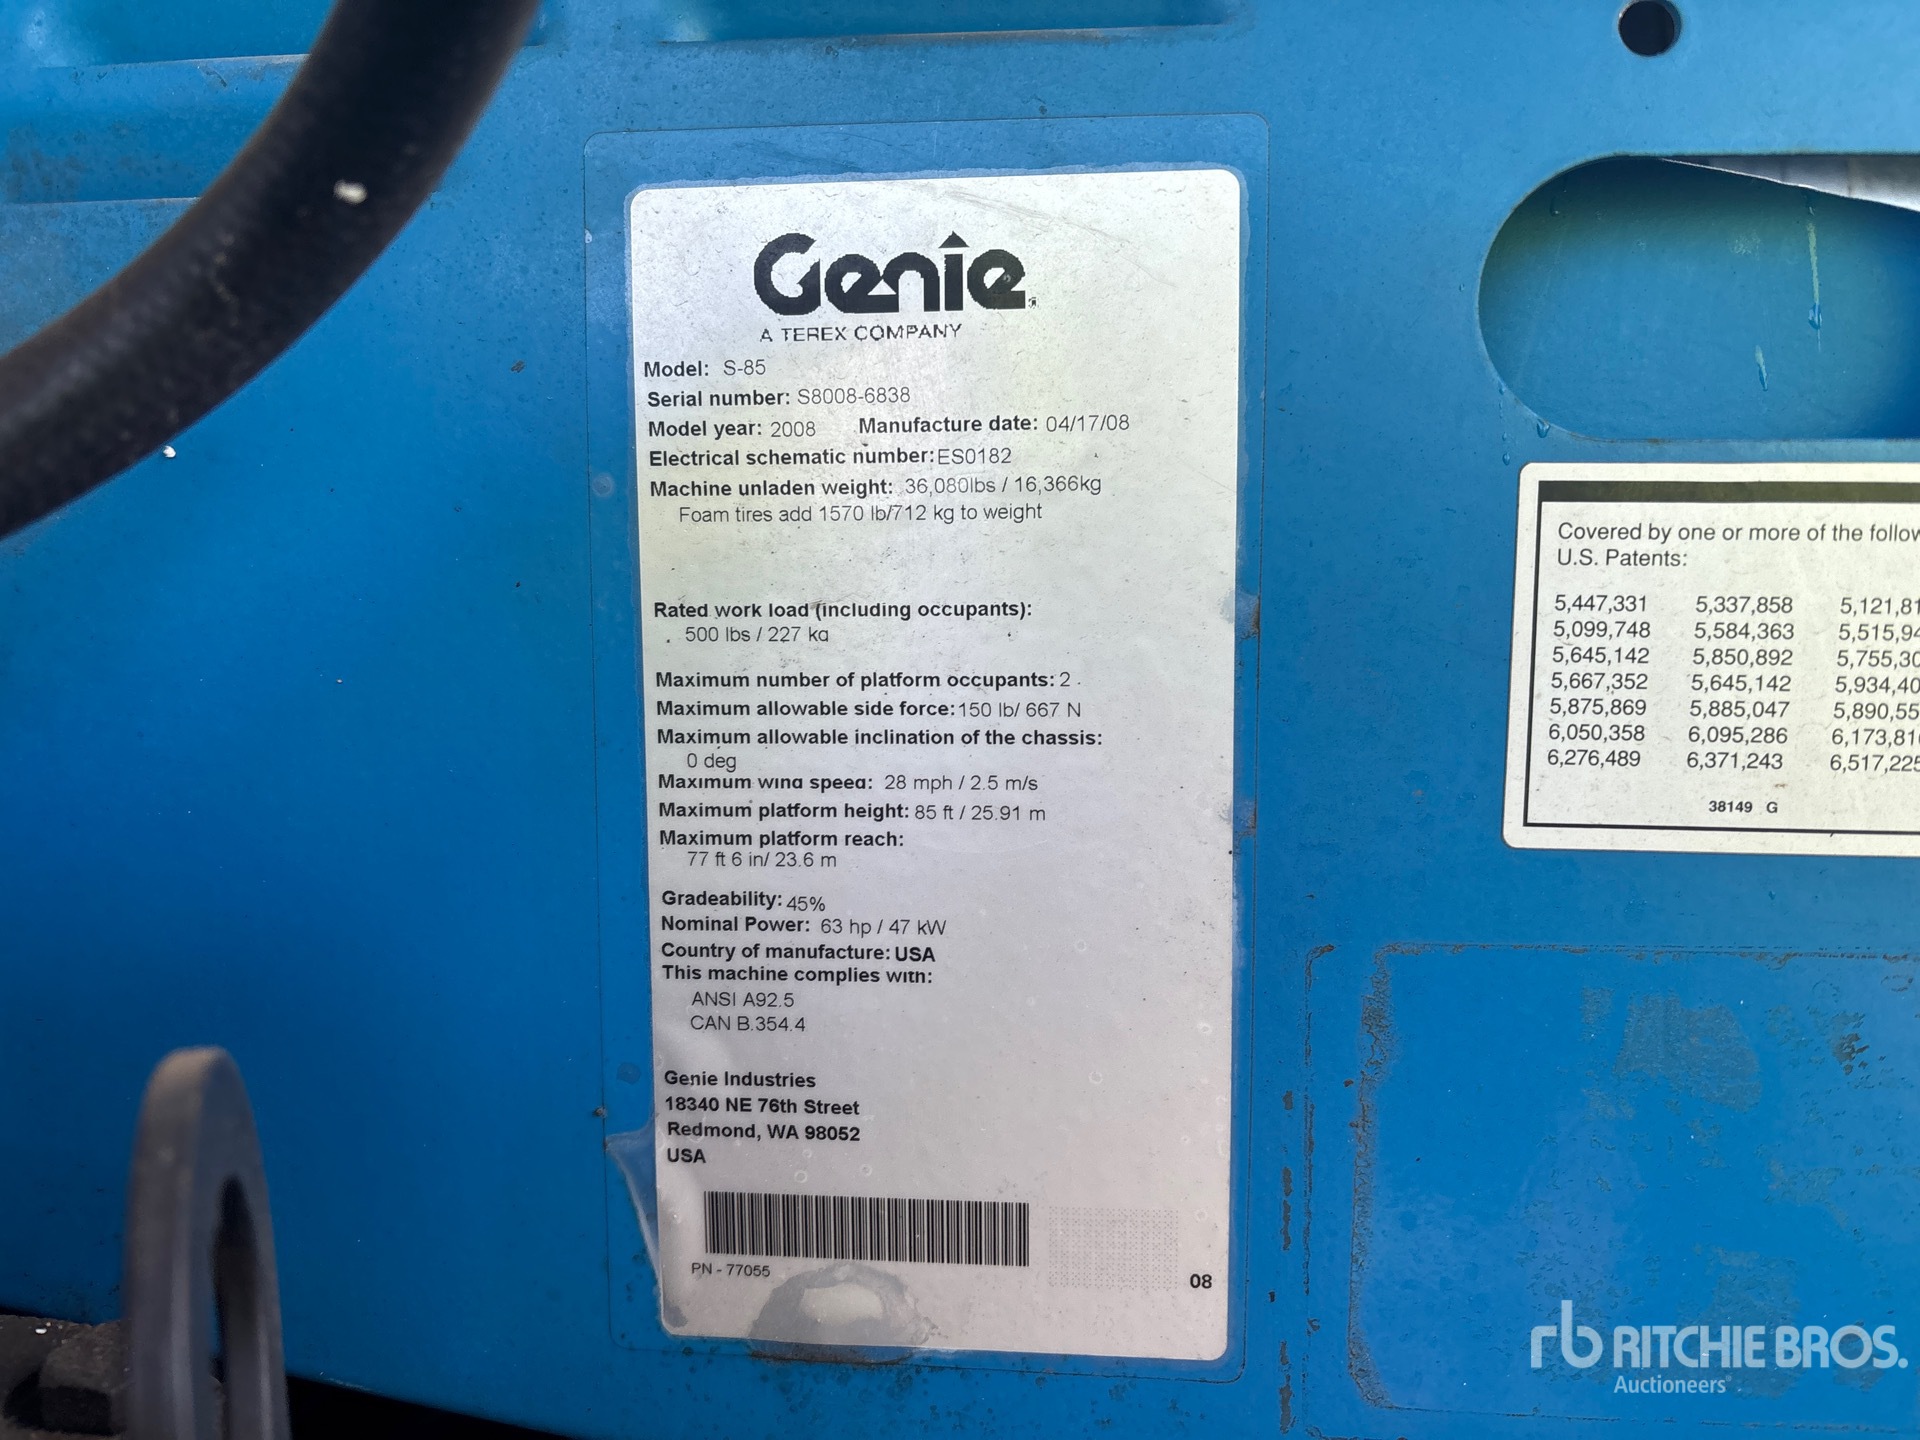 Genie
A TEREX COMPANY
Model: S-85
Serial number: S8008-6838
Model year: 2008 Manufacture date: 04/17/08
Electrical schematic number: ES0182
Machine unladen weight: 36,080lbs / 16,366kg
Foam tires add 1570 lb/712 kg to weight
Rated work load (including occupants):
500 lbs / 227 kg
Maximum number of platform occupants: 2
Maximum allowable side force: 150 lb/ 667 N
Maximum allowable inclination of the chassis:
0 deg
Maximum wind speed: 28 mph / 2.5 m/s
Maximum platform height: 85 ft / 25.91 m
Maximum platform reach:
77 ft 6 in/ 23.6 m
Gradeability: 45%
Nominal Power: 63 hp / 47 kW
Country of manufacture: USA
This machine complies with:
ANSI A92.5
CAN B.354.4
Genie Industries
18340 NE 76th Street
Redmond, WA 98052
USA
PN - 77055
08
Covered by one or more of the
U.S. Patents:
5,447,331 5,337,858
5,099,748 5,584,363
5,645,142 5,850,892
5,667,352 5,645,142
5,875,869 5,885,047
6,050,358 6,095,286
6,276,489 6,371,243 6,517,225
38149 G
rb RITCHIE BROS.
Auctioneers